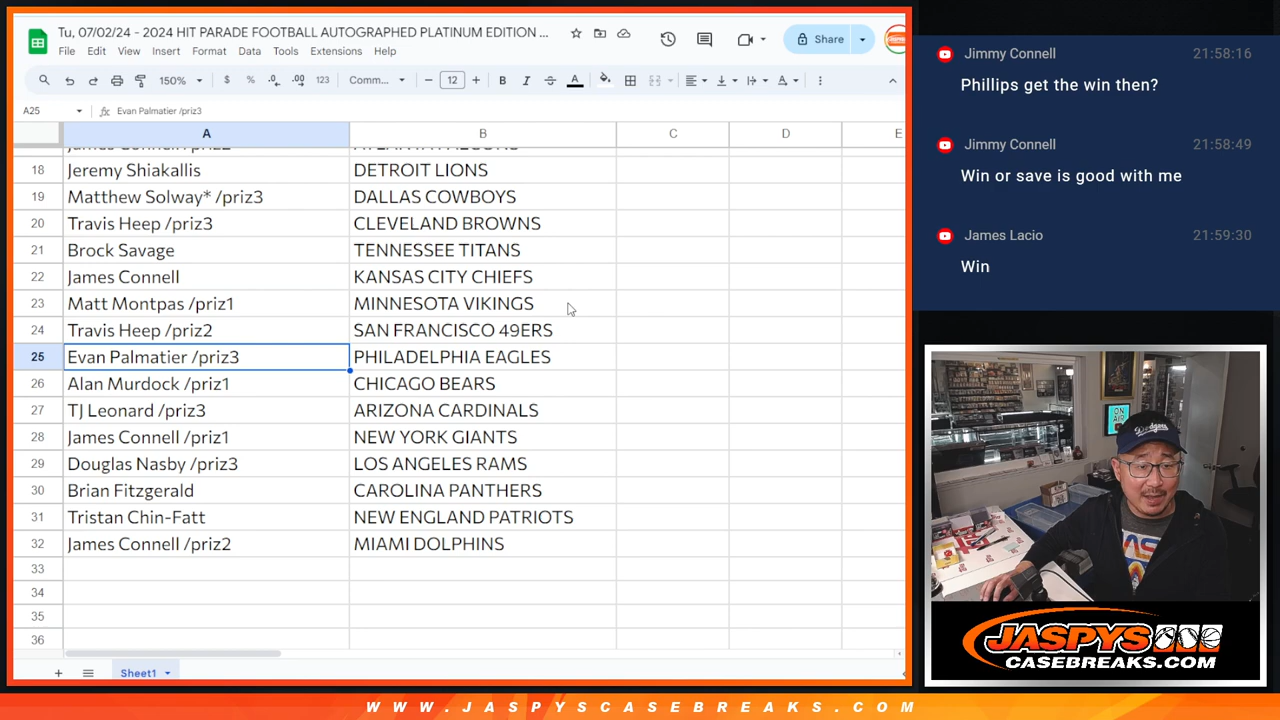 Tu, 07/02/24 - 2024 HIT PARADE FOOTBALL AUTOGRAPHED PLATINUM EDITION ...
File Edit View Insert Format Data Tools Extensions Help
Share
150% $ % .0 .00 123 Comm... 12 B I A
A25 fx Evan Palmatier /priz3
A B C D E
18 Jeremy Shiakallis DETROIT LIONS
19 Matthew Solway* /priz3 DALLAS COWBOYS
20 Travis Heep /priz3 CLEVELAND BROWNS
21 Brock Savage TENNESSEE TITANS
22 James Connell KANSAS CITY CHIEFS
23 Matt Montpas /priz1 MINNESOTA VIKINGS
24 Travis Heep /priz2 SAN FRANCISCO 49ERS
25 Evan Palmatier /priz3 PHILADELPHIA EAGLES
26 Alan Murdock /priz1 CHICAGO BEARS
27 TJ Leonard /priz3 ARIZONA CARDINALS
28 James Connell /priz1 NEW YORK GIANTS
29 Douglas Nasby /priz3 LOS ANGELES RAMS
30 Brian Fitzgerald CAROLINA PANTHERS
31 Tristan Chin-Fatt NEW ENGLAND PATRIOTS
32 James Connell /priz2 MIAMI DOLPHINS
33
34
35
36
Sheet1
Jimmy Connell 21:58:16
Phillips get the win then?
Jimmy Connell 21:58:49
Win or save is good with me
James Lacio 21:59:30
Win
ON AIR
Dodgers
JASPYS
CASEBREAKS.COM
WWW.JASPYSCASEBREAKS.COM